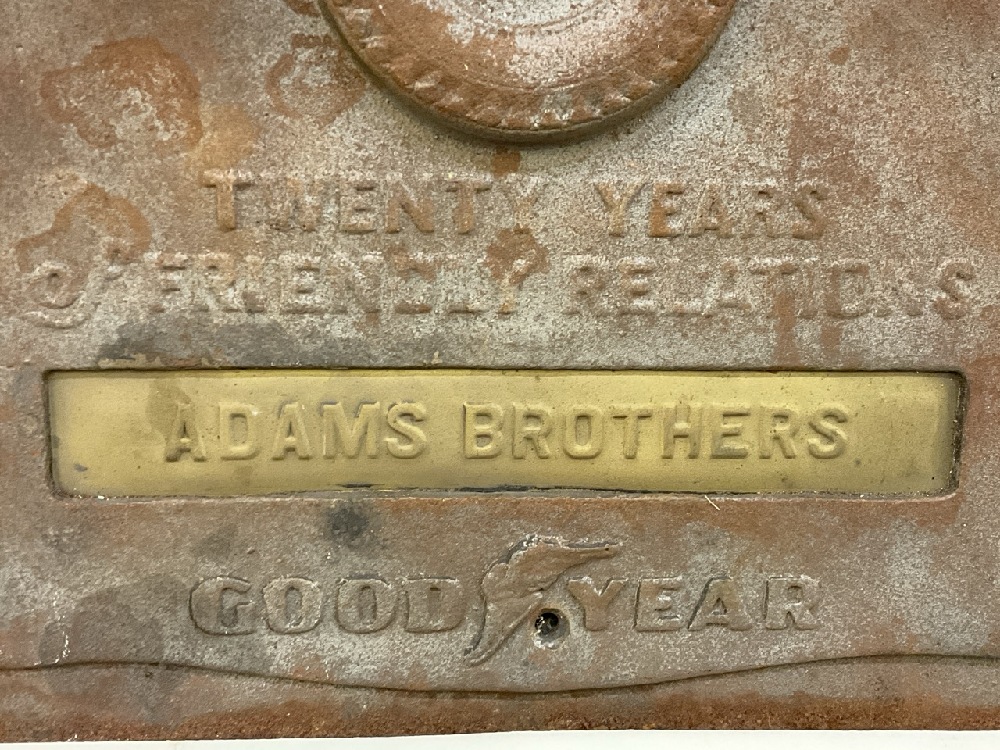 TWENTY YEARS
of FRIENDLY RELATIONS
ADAMS BROTHERS
GOODYEAR